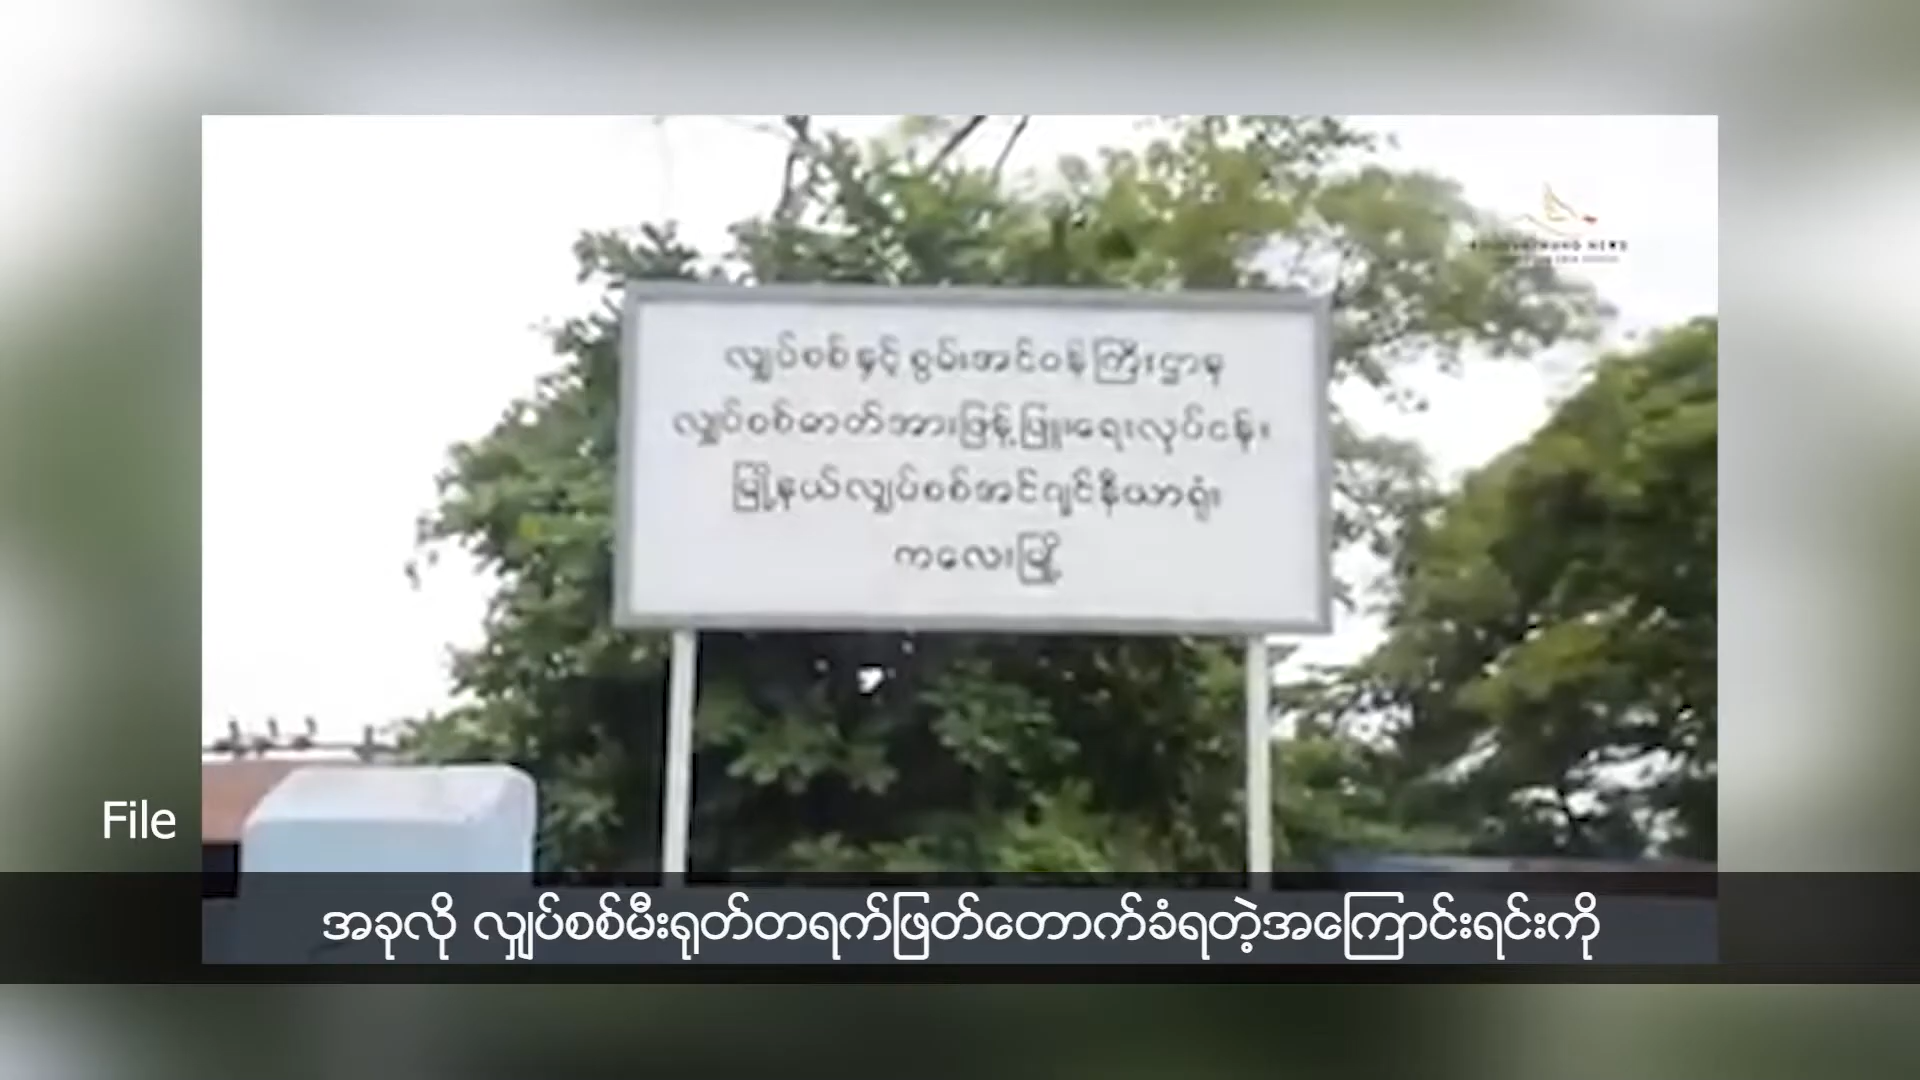 လျှပ်စစ်နှင့်စွမ်းအင်ဝန်ကြီးဌာန
လျှပ်စစ်ဓာတ်အားဖြန့်ဖြူးရေးလုပ်ငန်း
မြို့နယ်လျှပ်စစ်အင်ဂျင်နီယာရုံး
ကလေးမြို့
NEWS
File
အခုလို လျှပ်စစ်မီးရုတ်တရက်ဖြတ်တောက်ခံရတဲ့အကြောင်းရင်းကို